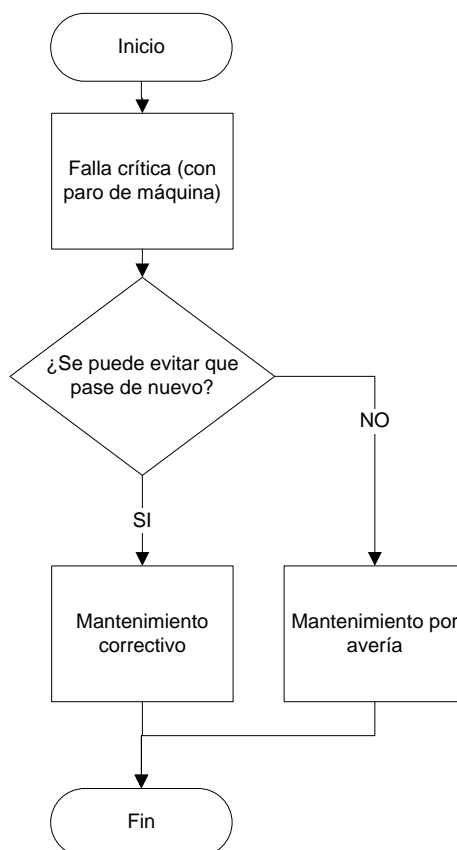 Inicio
Falla crítica (con
paro de máquina)
¿Se puede evitar que
pase de nuevo?
NO
SI
Mantenimiento
correctivo
Mantenimiento por
avería
Fin